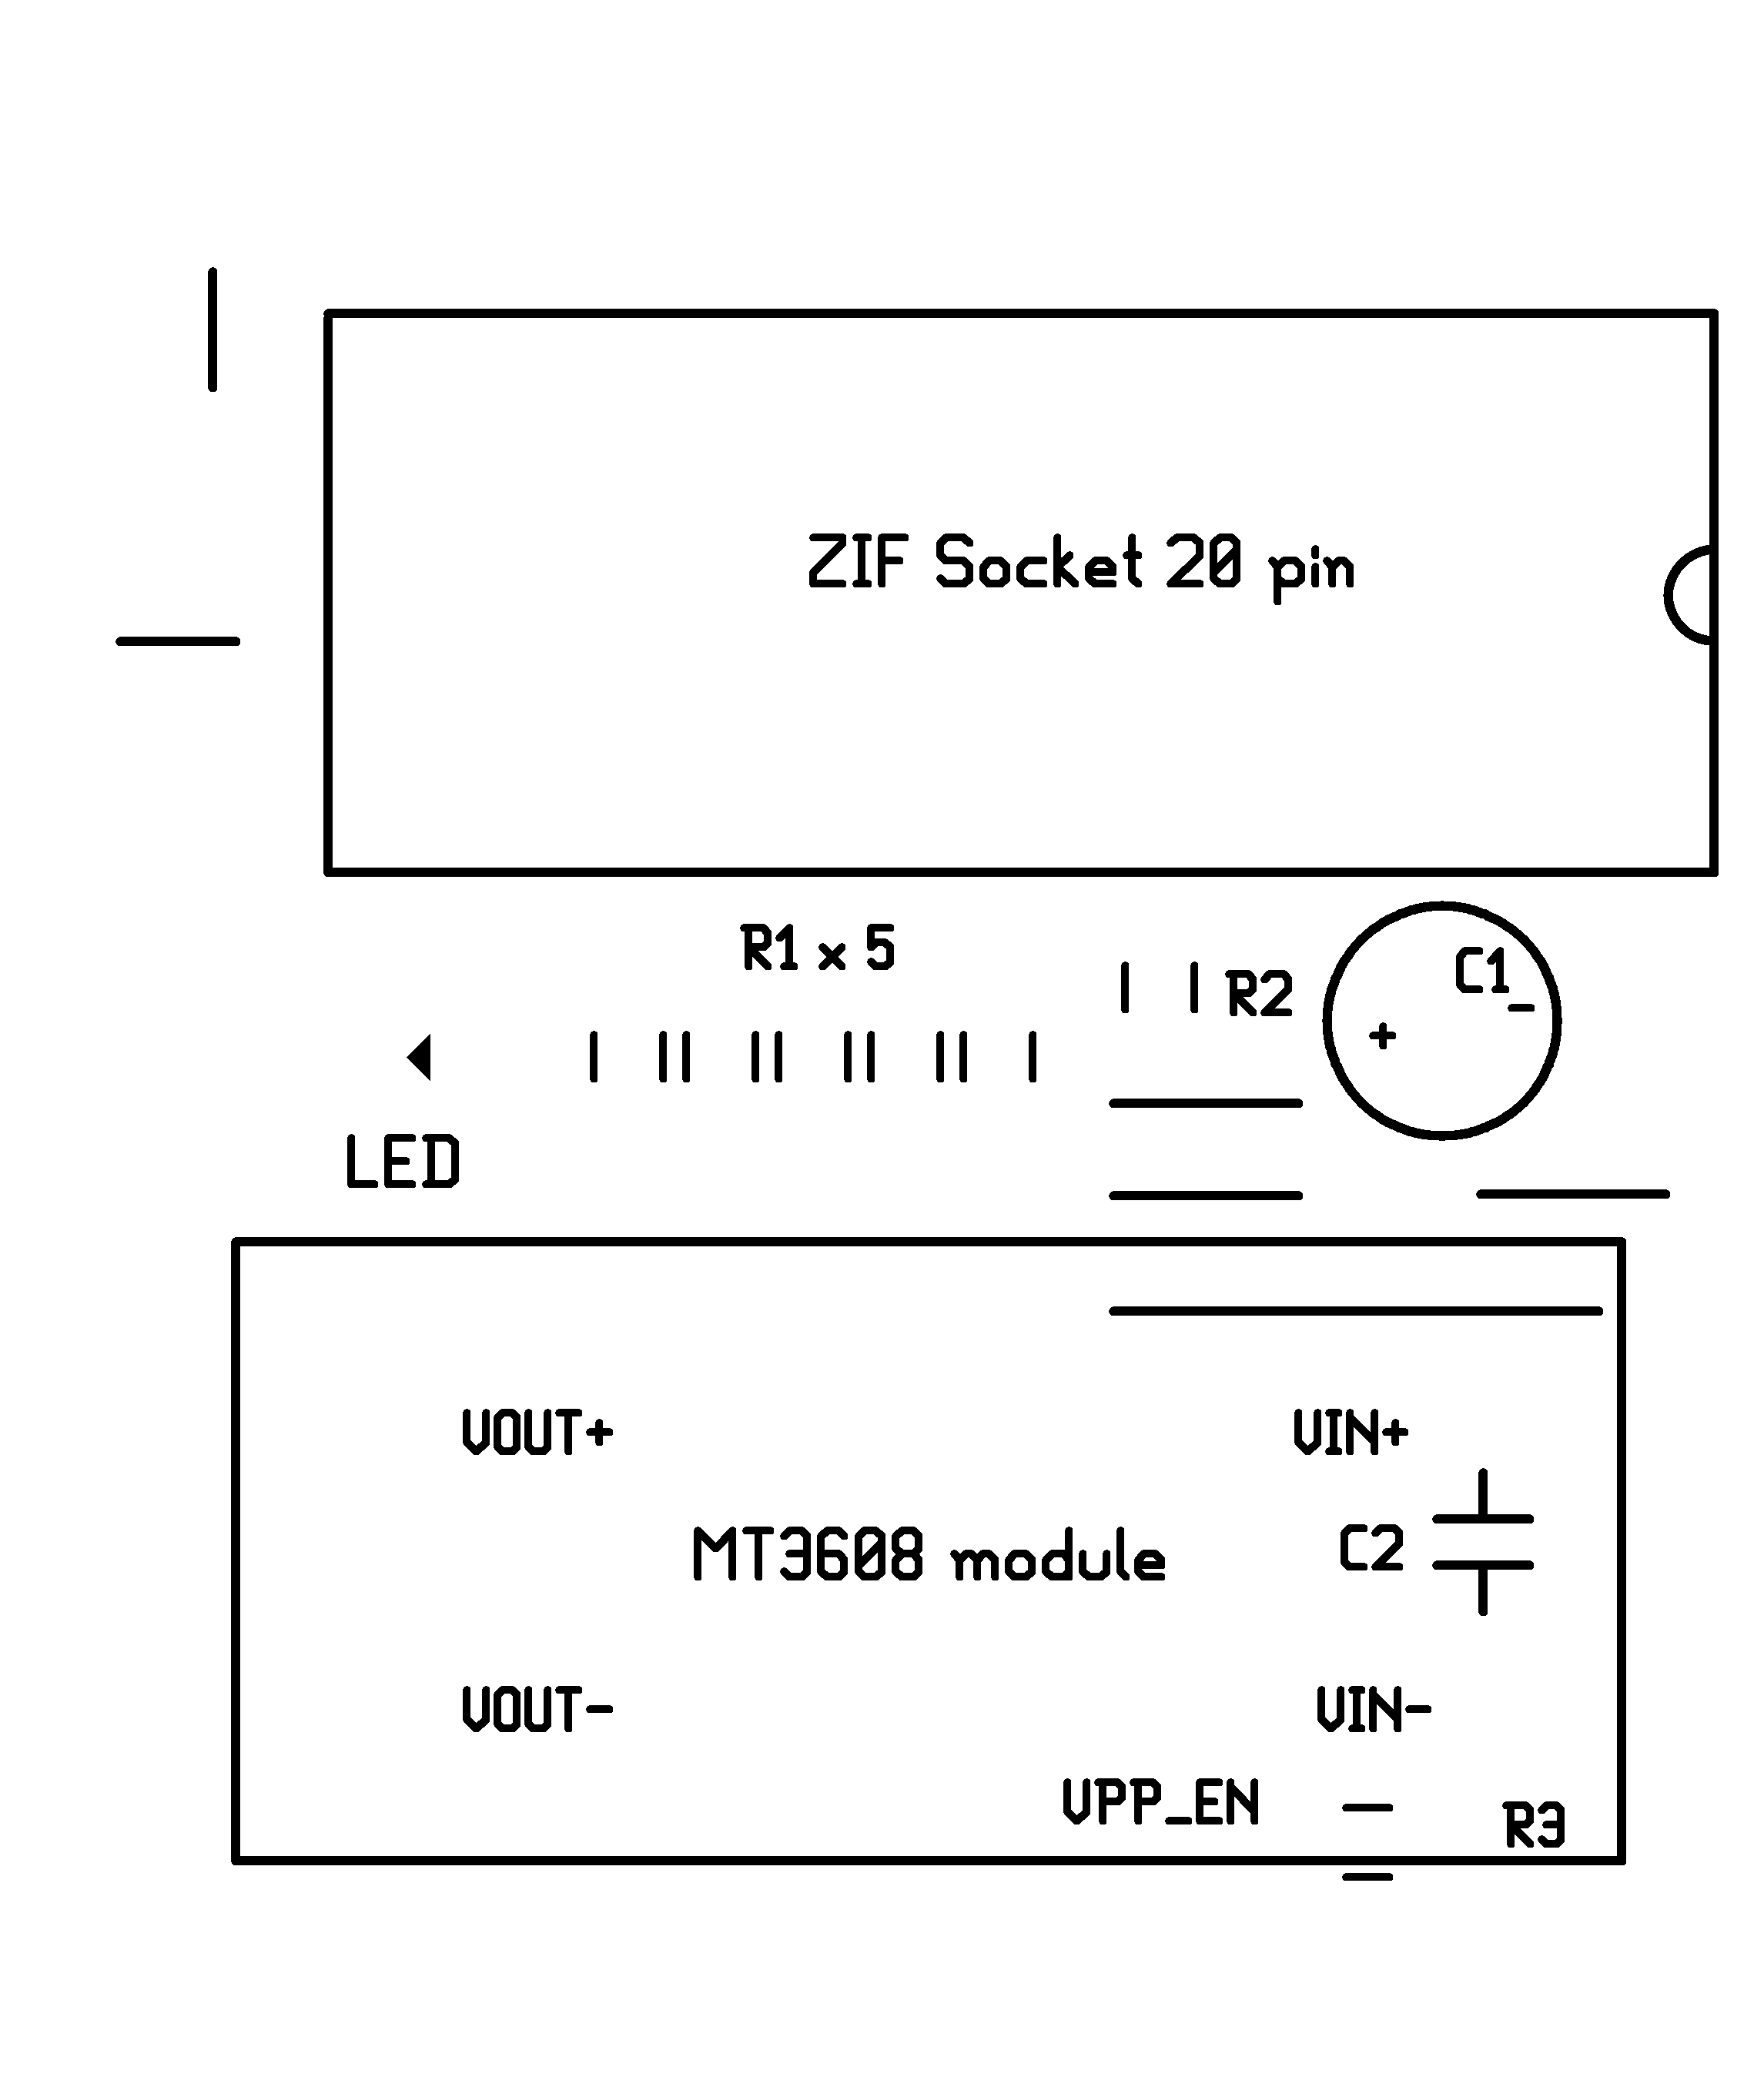 ZIF Socket 20 pin
R1 x 5
C1
R2
-
+
LED
VOUT+
VIN+
MT3608 module
C2
VOUT-
VIN-
VPP_EN
R3